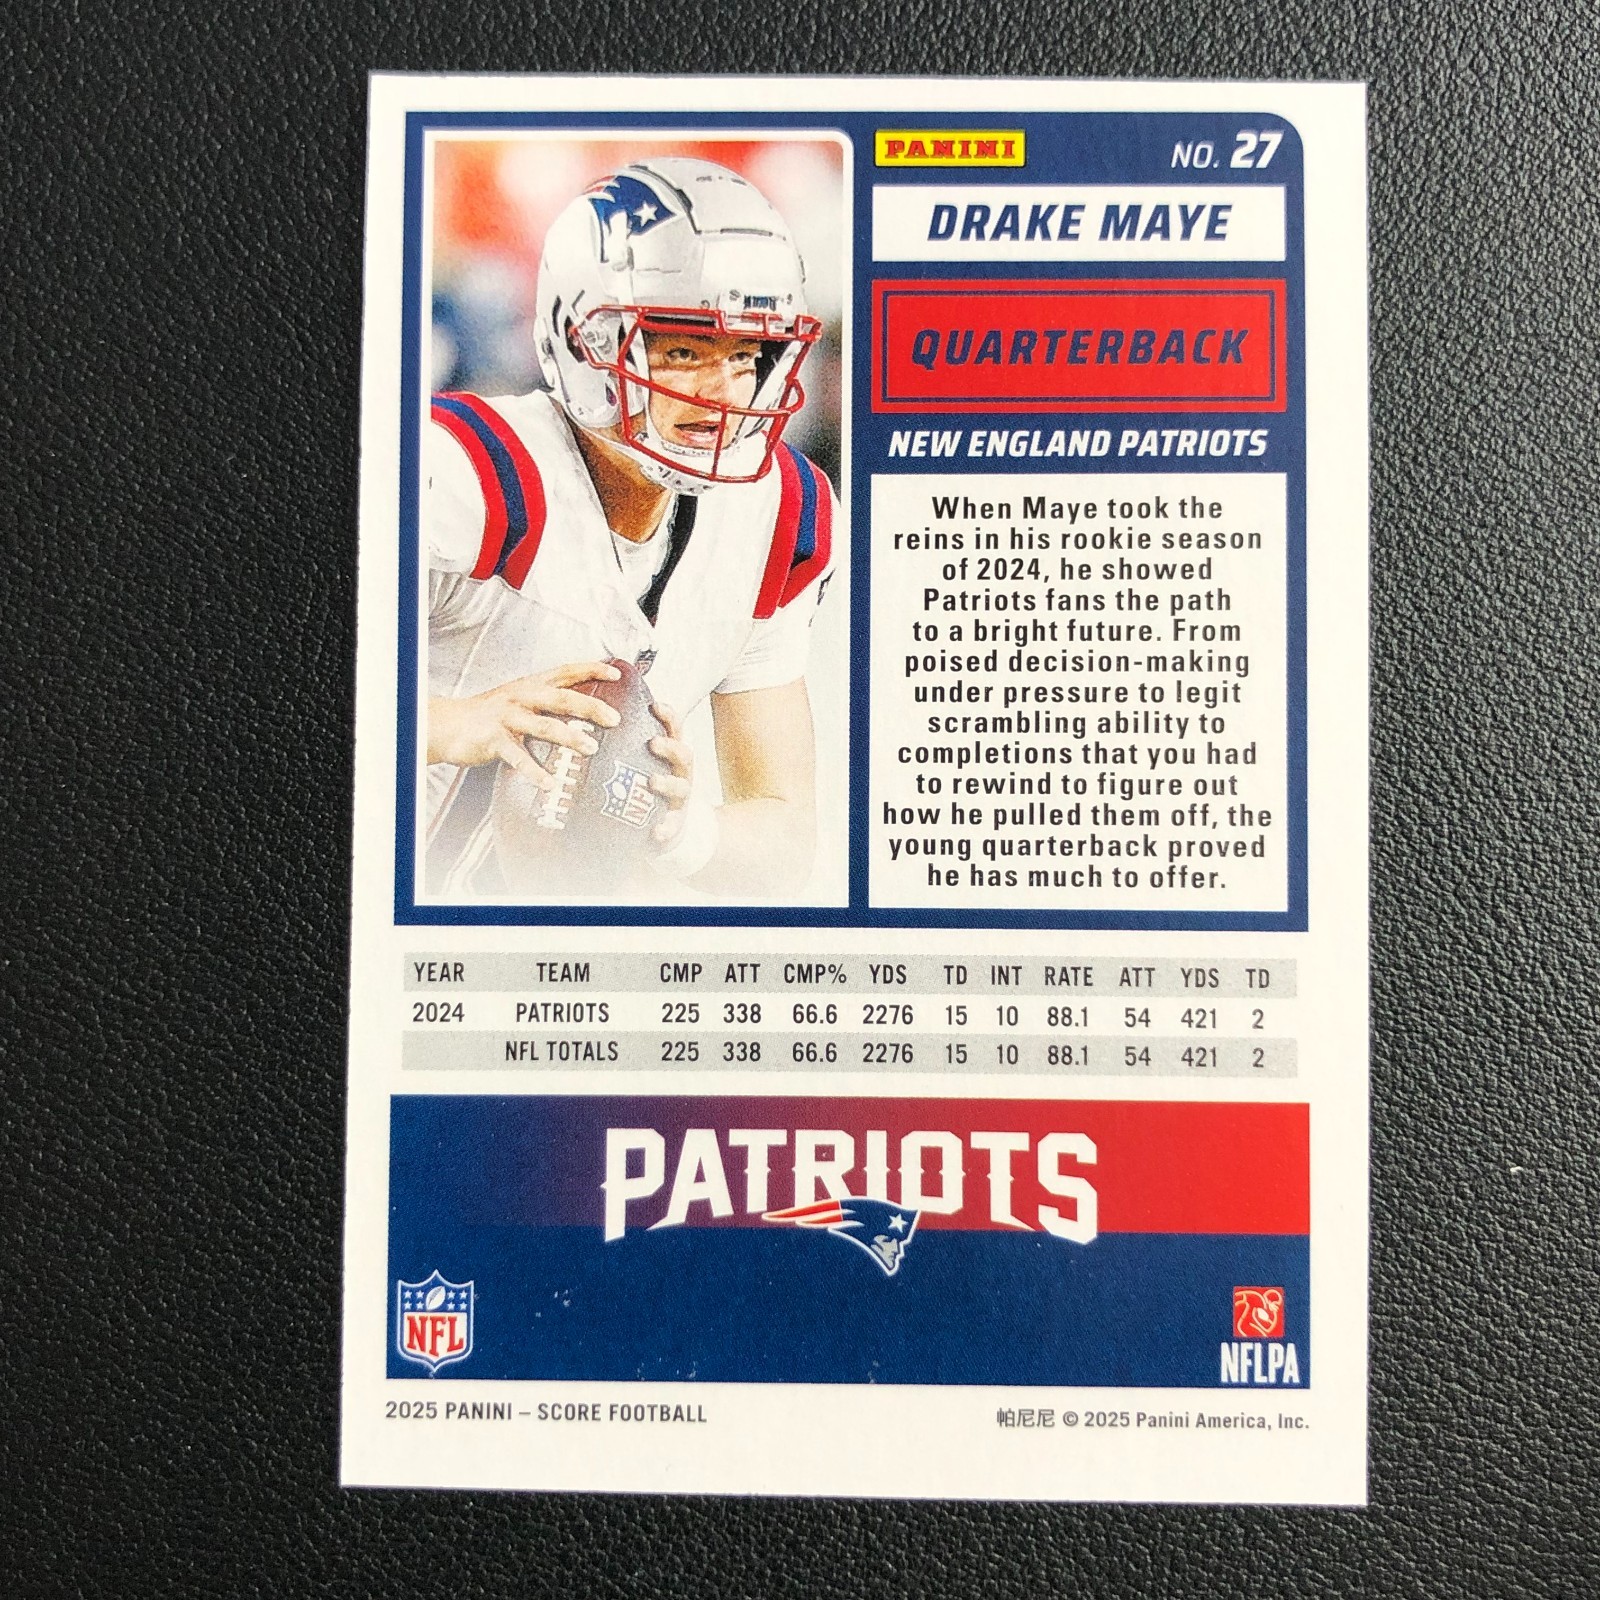 PANINI
NO. 27
DRAKE MAYE
QUARTERBACK
NEW ENGLAND PATRIOTS
When Maye took the
reins in his rookie season
of 2024, he showed
Patriots fans the path
to a bright future. From
poised decision-making
under pressure to legit
scrambling ability to
completions that you had
to rewind to figure out
how he pulled them off, the
young quarterback proved
he has much to offer.
NFL
YEAR TEAM CMP ATT CMP% YDS TD INT RATE ATT YDS TD
2024 PATRIOTS 225 338 66.6 2276 15 10 88.1 54 421 2
NFL TOTALS 225 338 66.6 2276 15 10 88.1 54 421 2
PATRIOTS
NFL
NFLPA
2025 PANINI – SCORE FOOTBALL
帕尼尼 © 2025 Panini America, Inc.